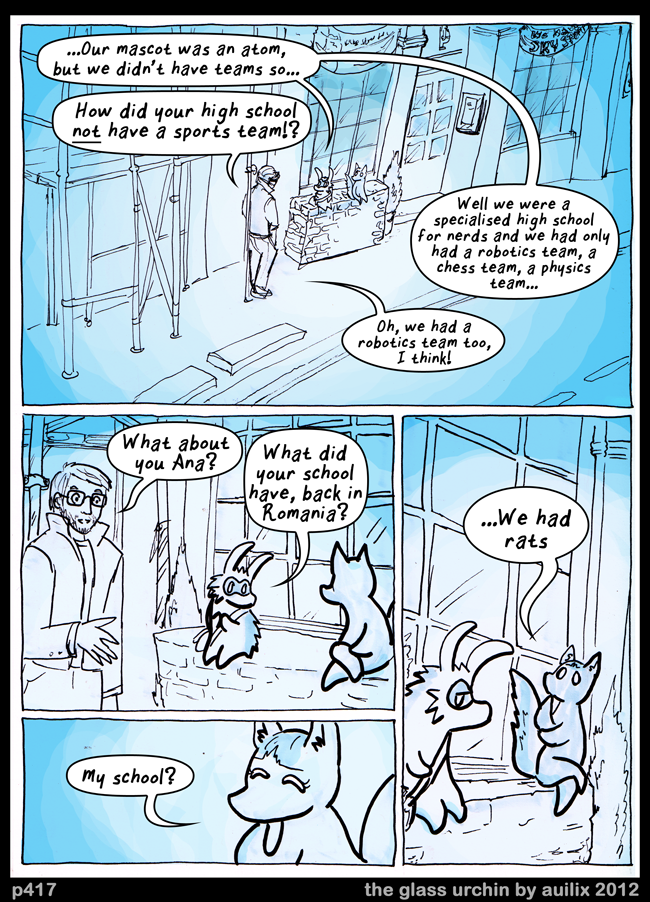 ...Our mascot was an atom,
but we didn't have teams so...
How did your high school
not have a sports team!?
Well we were a
specialised high school
for nerds and we had only
had a robotics team, a
chess team, a physics
team...
Oh, we had a
robotics team too,
I think!
What about
you Ana?
What did
your school
have, back in
Romania?
My school?
...We had
rats
p417
the glass urchin by auilix 2012